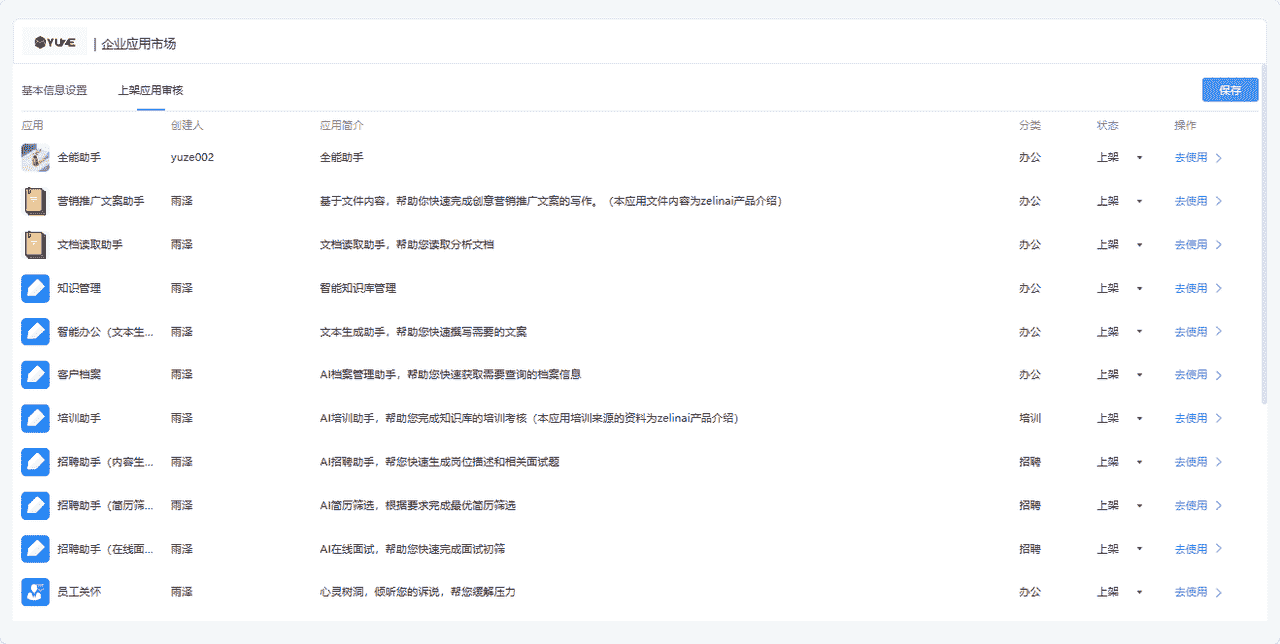 YUZE | 企业应用市场
基本信息设置 上架应用审核 保存
应用 创建人 应用简介 分类 状态 操作
全能助手 yuze002 全能助手 办公 上架 去使用
营销推广文案助手 雨泽 基于文件内容，帮助你快速完成创意营销推广文案的写作。（本应用文件内容为zelinai产品介绍） 办公 上架 去使用
文档读取助手 雨泽 文档读取助手，帮助您读取分析文档 办公 上架 去使用
知识管理 雨泽 智能知识库管理 办公 上架 去使用
智能办公（文本生... 雨泽 文本生成助手，帮助您快速撰写需要的文案 办公 上架 去使用
客户档案 雨泽 AI档案管理助手，帮助您快速获取需要查询的档案信息 办公 上架 去使用
培训助手 雨泽 AI培训助手，帮助您完成知识库的培训考核（本应用培训来源的资料为zelinai产品介绍） 培训 上架 去使用
招聘助手（内容生... 雨泽 AI招聘助手，帮您快速生成岗位描述和相关面试题 招聘 上架 去使用
招聘助手（简历筛... 雨泽 AI简历筛选，根据要求完成最优简历筛选 招聘 上架 去使用
招聘助手（在线面... 雨泽 AI在线面试，帮助您快速完成面试初筛 招聘 上架 去使用
员工关怀 雨泽 心灵树洞，倾听您的诉说，帮您缓解压力 办公 上架 去使用